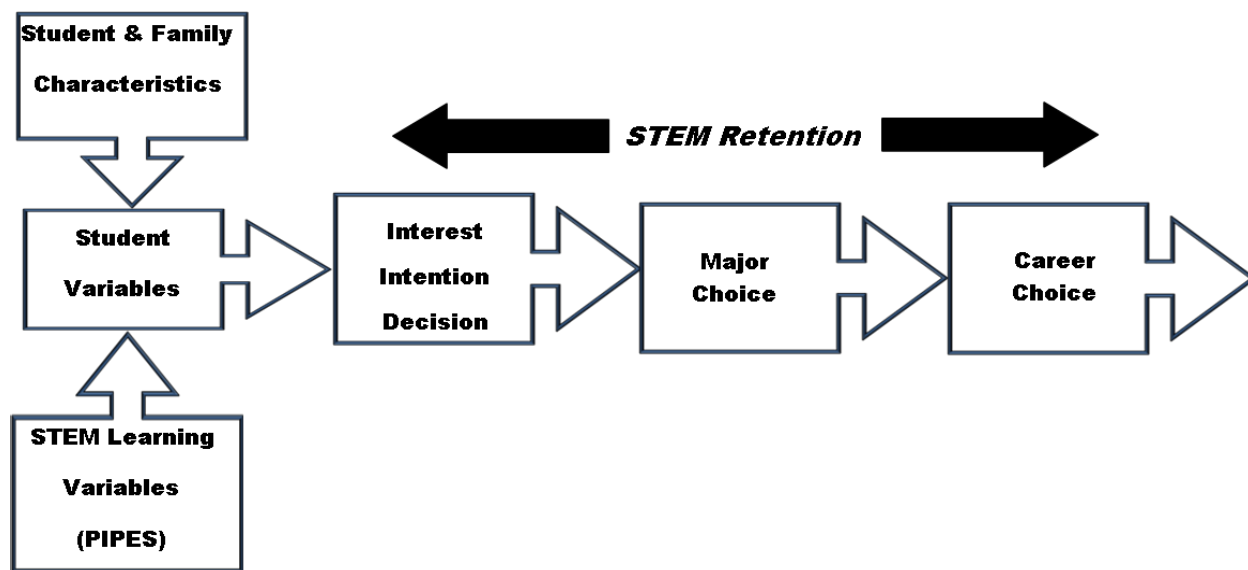 Student & Family
Characteristics
STEM Retention
Student
Variables
Interest
Intention
Decision
Major
Choice
Career
Choice
STEM Learning
Variables
(PIPES)